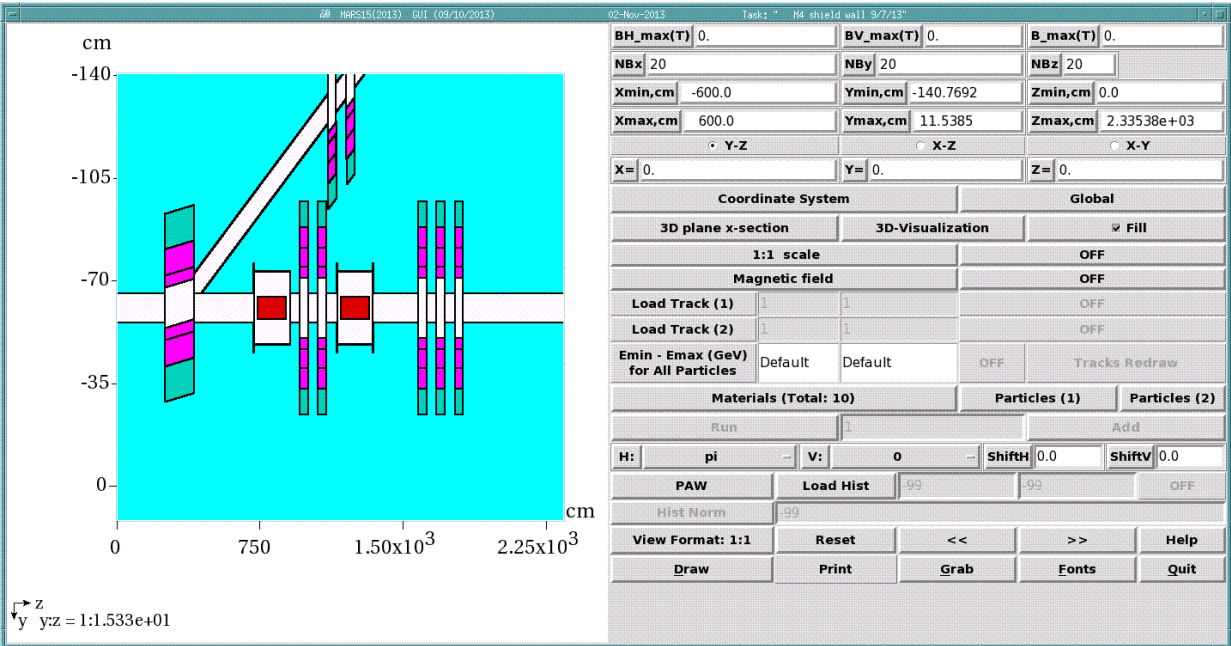 MARS15(2013) GUI (09/10/2013) 02-Nov-2013 Task: " M4 shield wall 9/7/13"
cm
-140
-105
-70
-35
0
cm
0 750 1.50x10^3 2.25x10^3
z
y y:z = 1:1.533e+01
BH_max(T) 0. BV_max(T) 0. B_max(T) 0.
NBx 20 NBy 20 NBz 20
Xmin,cm -600.0 Ymin,cm -140.7692 Zmin,cm 0.0
Xmax,cm 600.0 Ymax,cm 11.5385 Zmax,cm 2.33538e+03
Y-Z X-Z X-Y
X= 0. Y= 0. Z= 0.
Coordinate System Global
3D plane x-section 3D-Visualization Fill
1:1 scale OFF
Magnetic field OFF
Load Track (1) 1 1 OFF
Load Track (2) 1 1 OFF
Emin - Emax (GeV)
for All Particles Default Default OFF Tracks Redraw
Materials (Total: 10) Particles (1) Particles (2)
Run 1 Add
H: pi V: 0 ShiftH 0.0 ShiftV 0.0
PAW Load Hist -99 -99 OFF
Hist Norm -99
View Format: 1:1 Reset << >> Help
Draw Print Grab Fonts Quit